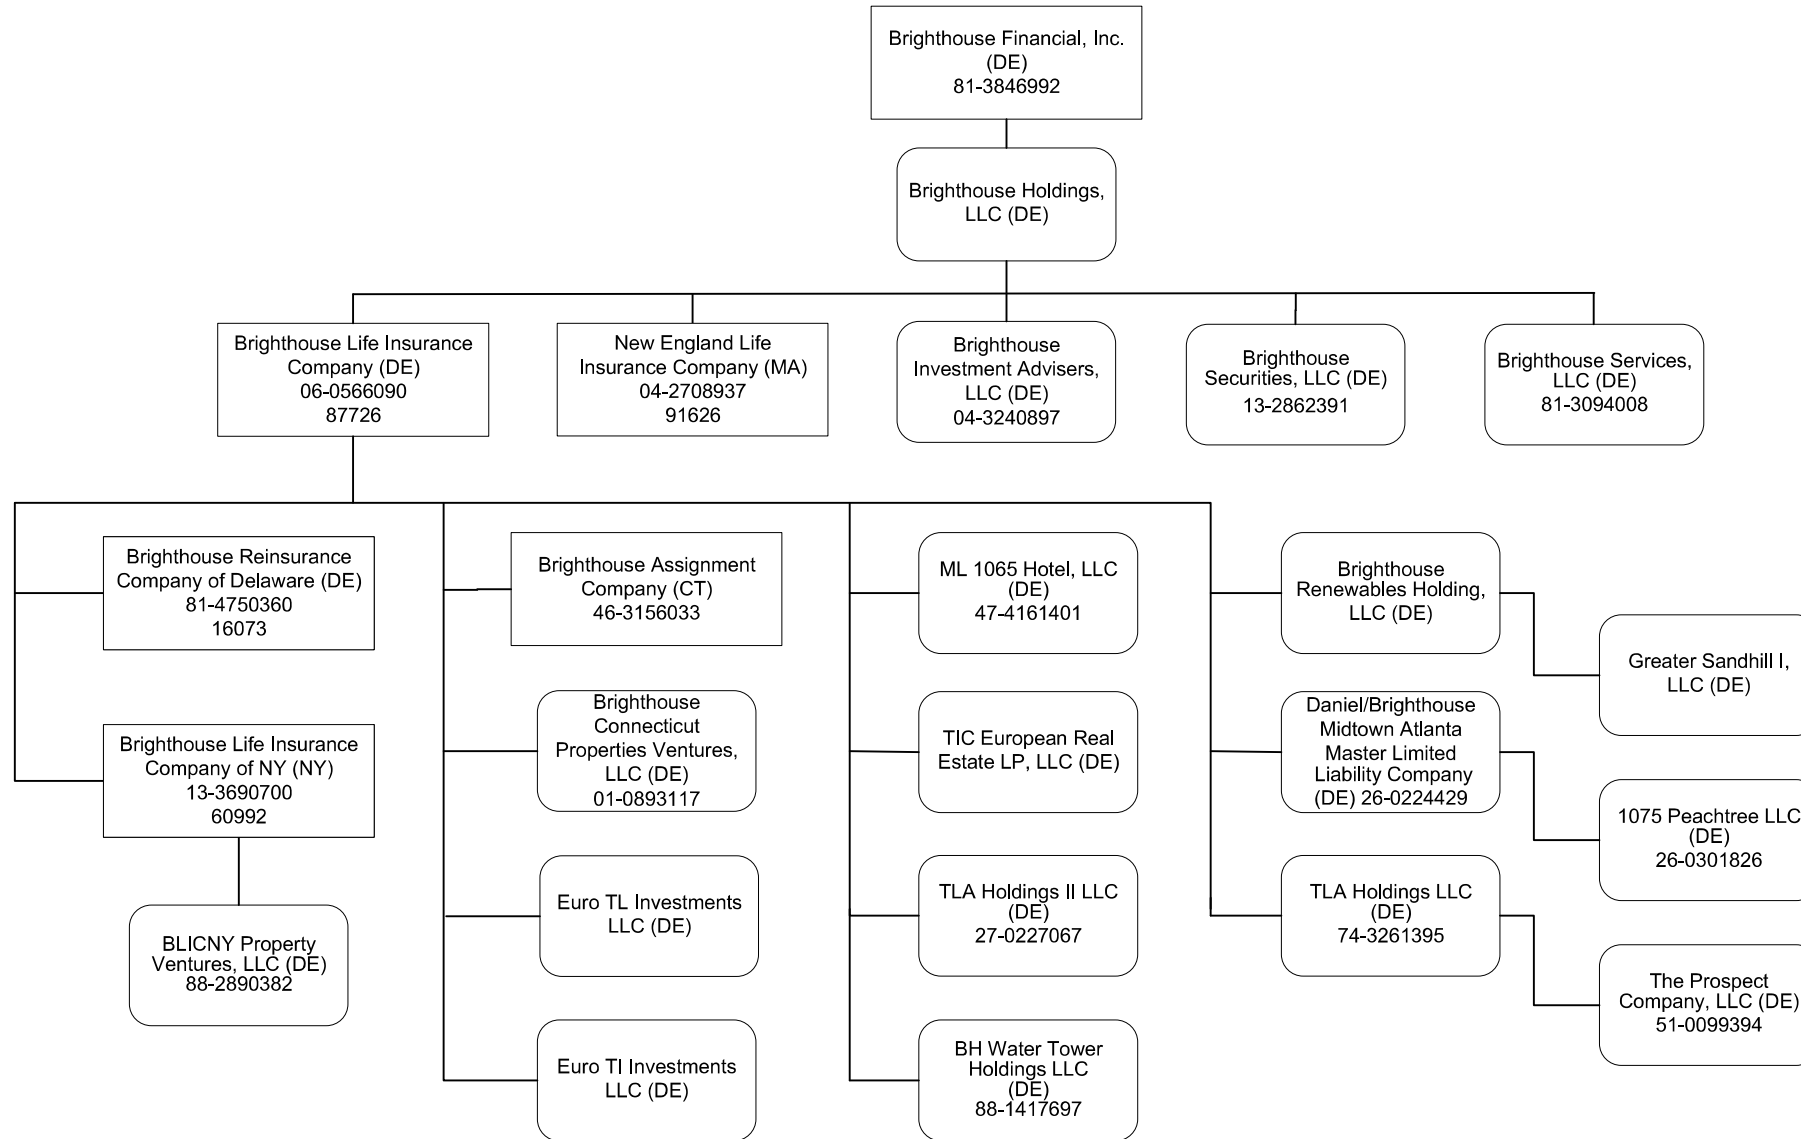 Brighthouse Financial, Inc.
(DE)
81-3846992
Brighthouse Holdings,
LLC (DE)
Brighthouse Life Insurance
Company (DE)
06-0566090
87726
New England Life
Insurance Company (MA)
04-2708937
91626
Brighthouse
Investment Advisers,
LLC (DE)
04-3240897
Brighthouse
Securities, LLC (DE)
13-2862391
Brighthouse Services,
LLC (DE)
81-3094008
Brighthouse Reinsurance
Company of Delaware (DE)
81-4750360
16073
Brighthouse Assignment
Company (CT)
46-3156033
ML 1065 Hotel, LLC
(DE)
47-4161401
Brighthouse
Renewables Holding,
LLC (DE)
Greater Sandhill I,
LLC (DE)
Brighthouse Life Insurance
Company of NY (NY)
13-3690700
60992
Brighthouse
Connecticut
Properties Ventures,
LLC (DE)
01-0893117
TIC European Real
Estate LP, LLC (DE)
Daniel/Brighthouse
Midtown Atlanta
Master Limited
Liability Company
(DE) 26-0224429
1075 Peachtree LLC
(DE)
26-0301826
BLICNY Property
Ventures, LLC (DE)
88-2890382
Euro TL Investments
LLC (DE)
TLA Holdings II LLC
(DE)
27-0227067
TLA Holdings LLC
(DE)
74-3261395
The Prospect
Company, LLC (DE)
51-0099394
Euro TI Investments
LLC (DE)
BH Water Tower
Holdings LLC
(DE)
88-1417697